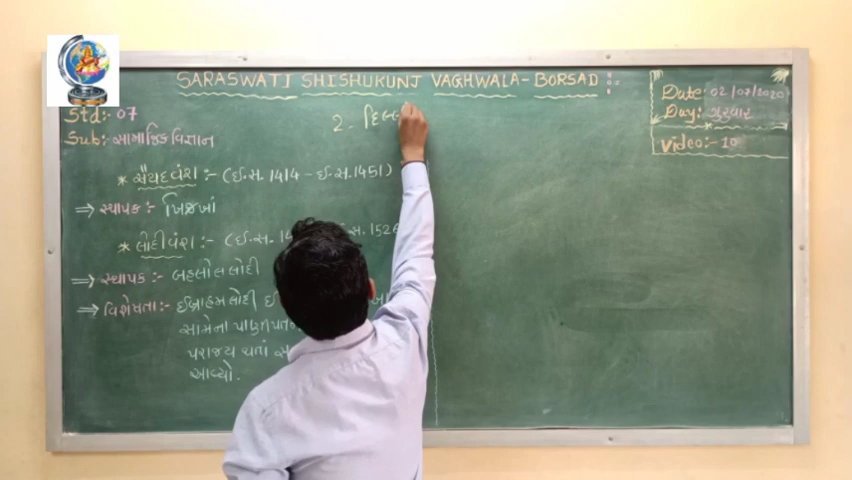 SARASWATI SHISHUKUNJ VAGHWALA - BORSAD :-
Date:- 02/07/2020
Day:- ગુરુવાર
Video:- 10
Std:- 07
Sub:- સામાજિક વિજ્ઞાન
2.
* સૈયદવંશ :- (ઈ.સ. 1414 - ઈ.સ. 1451)
⇒ સ્થાપક :- ખિજ્રખાં
* લોદીવંશ :- (ઈ.સ.
⇒ સ્થાપક :- બહલોલ લોદી
⇒ વિશેષતા :- ઈબ્રાહિમ લોદી
સામેના
પરાજય થતાં
આવ્યો.